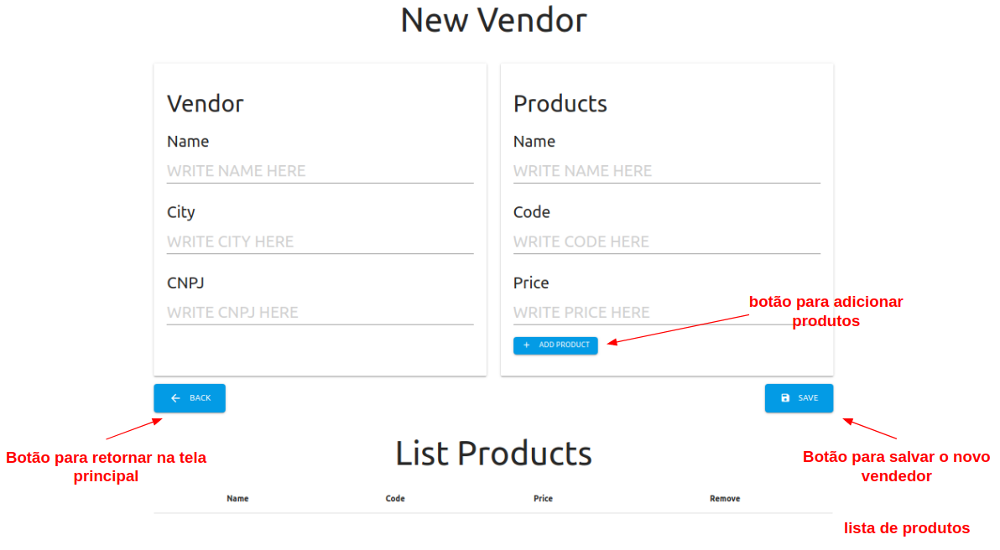 New Vendor
Vendor
Name
WRITE NAME HERE
City
WRITE CITY HERE
CNPJ
WRITE CNPJ HERE
Products
Name
WRITE NAME HERE
Code
WRITE CODE HERE
Price
WRITE PRICE HERE
botão para adicionar
produtos
ADD PRODUCT
BACK
SAVE
Botão para retornar na tela
principal
Botão para salvar o novo
vendedor
List Products
Name Code Price Remove
lista de produtos